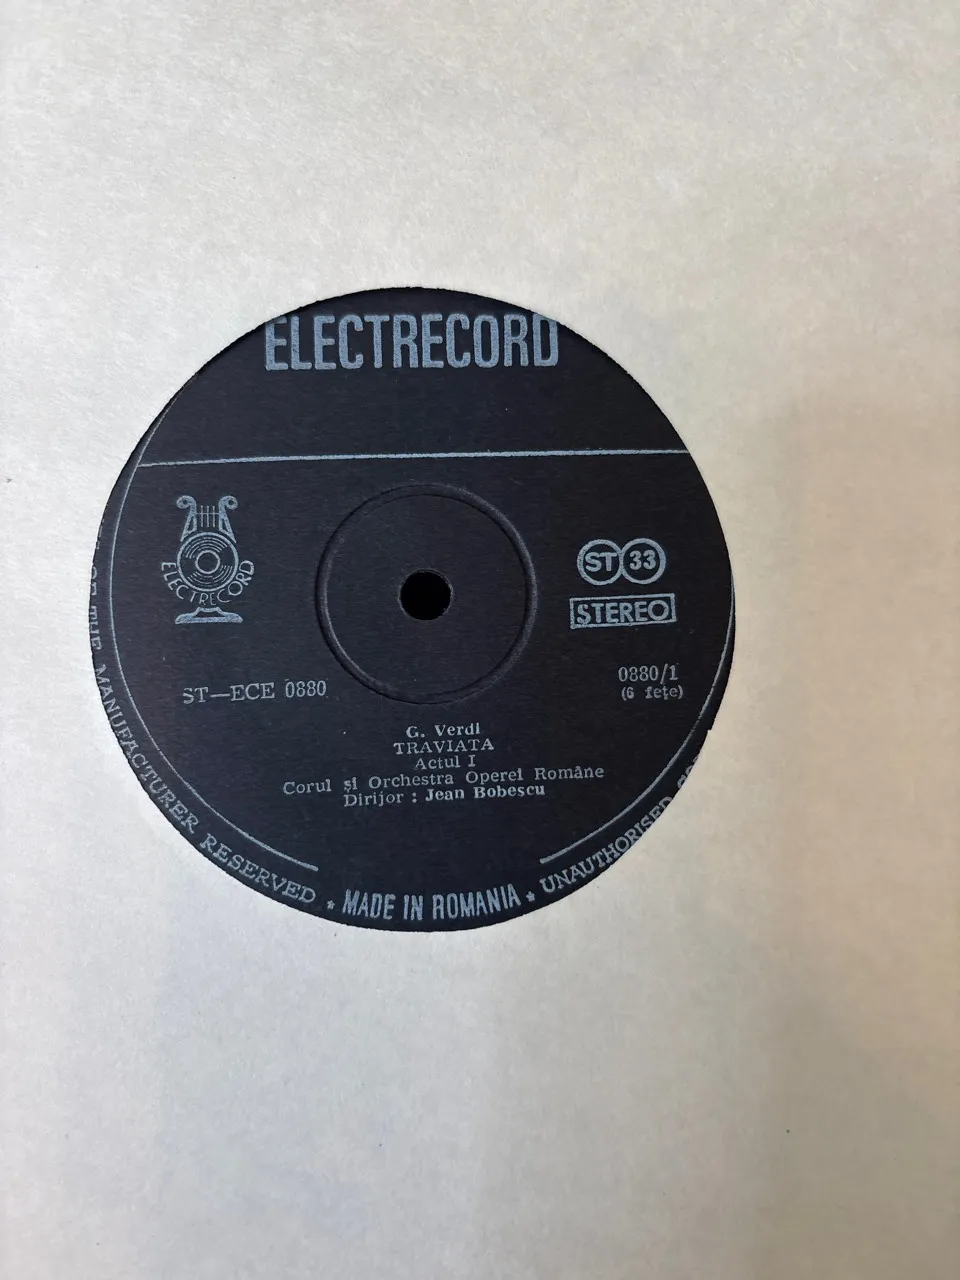 ELECTRECORD
ELECTRECORD
ST 33
STEREO
ST—ECE 0880
0880/1
(6 fețe)
G. Verdi
TRAVIATA
Actul I
Corul și Orchestra Operei Române
Dirijor : Jean Bobescu
THE MANUFACTURER RESERVED * MADE IN ROMANIA * UNAUTHORISED